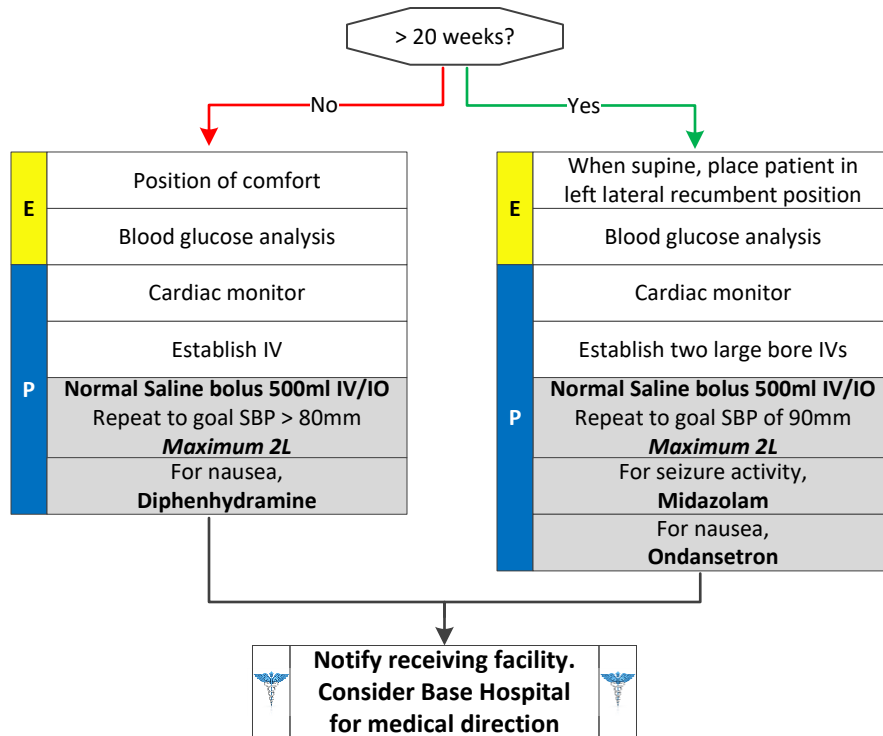 > 20 weeks?
No
Yes
E
Position of comfort
Blood glucose analysis
P
Cardiac monitor
Establish IV
Normal Saline bolus 500ml IV/IO
Repeat to goal SBP > 80mm
Maximum 2L
For nausea,
Diphenhydramine
E
When supine, place patient in
left lateral recumbent position
Blood glucose analysis
P
Cardiac monitor
Establish two large bore IVs
Normal Saline bolus 500ml IV/IO
Repeat to goal SBP of 90mm
Maximum 2L
For seizure activity,
Midazolam
For nausea,
Ondansetron
Notify receiving facility.
Consider Base Hospital
for medical direction